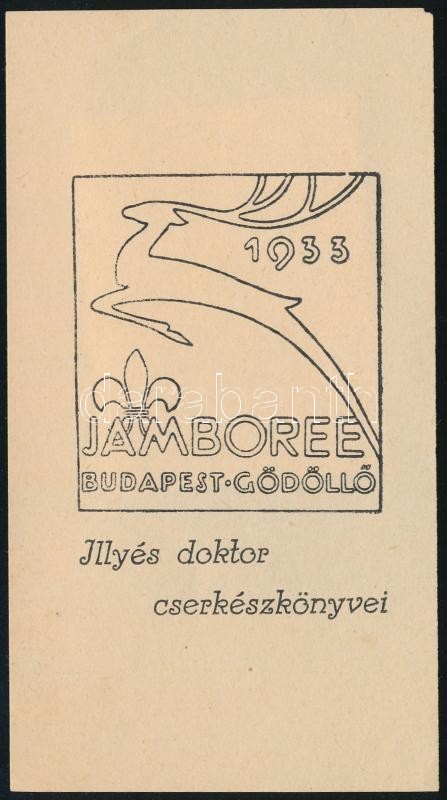 1933
JAMBOREE
BUDAPEST·GÖDÖLLŐ
Illyés doktor
cserkészkönyvei